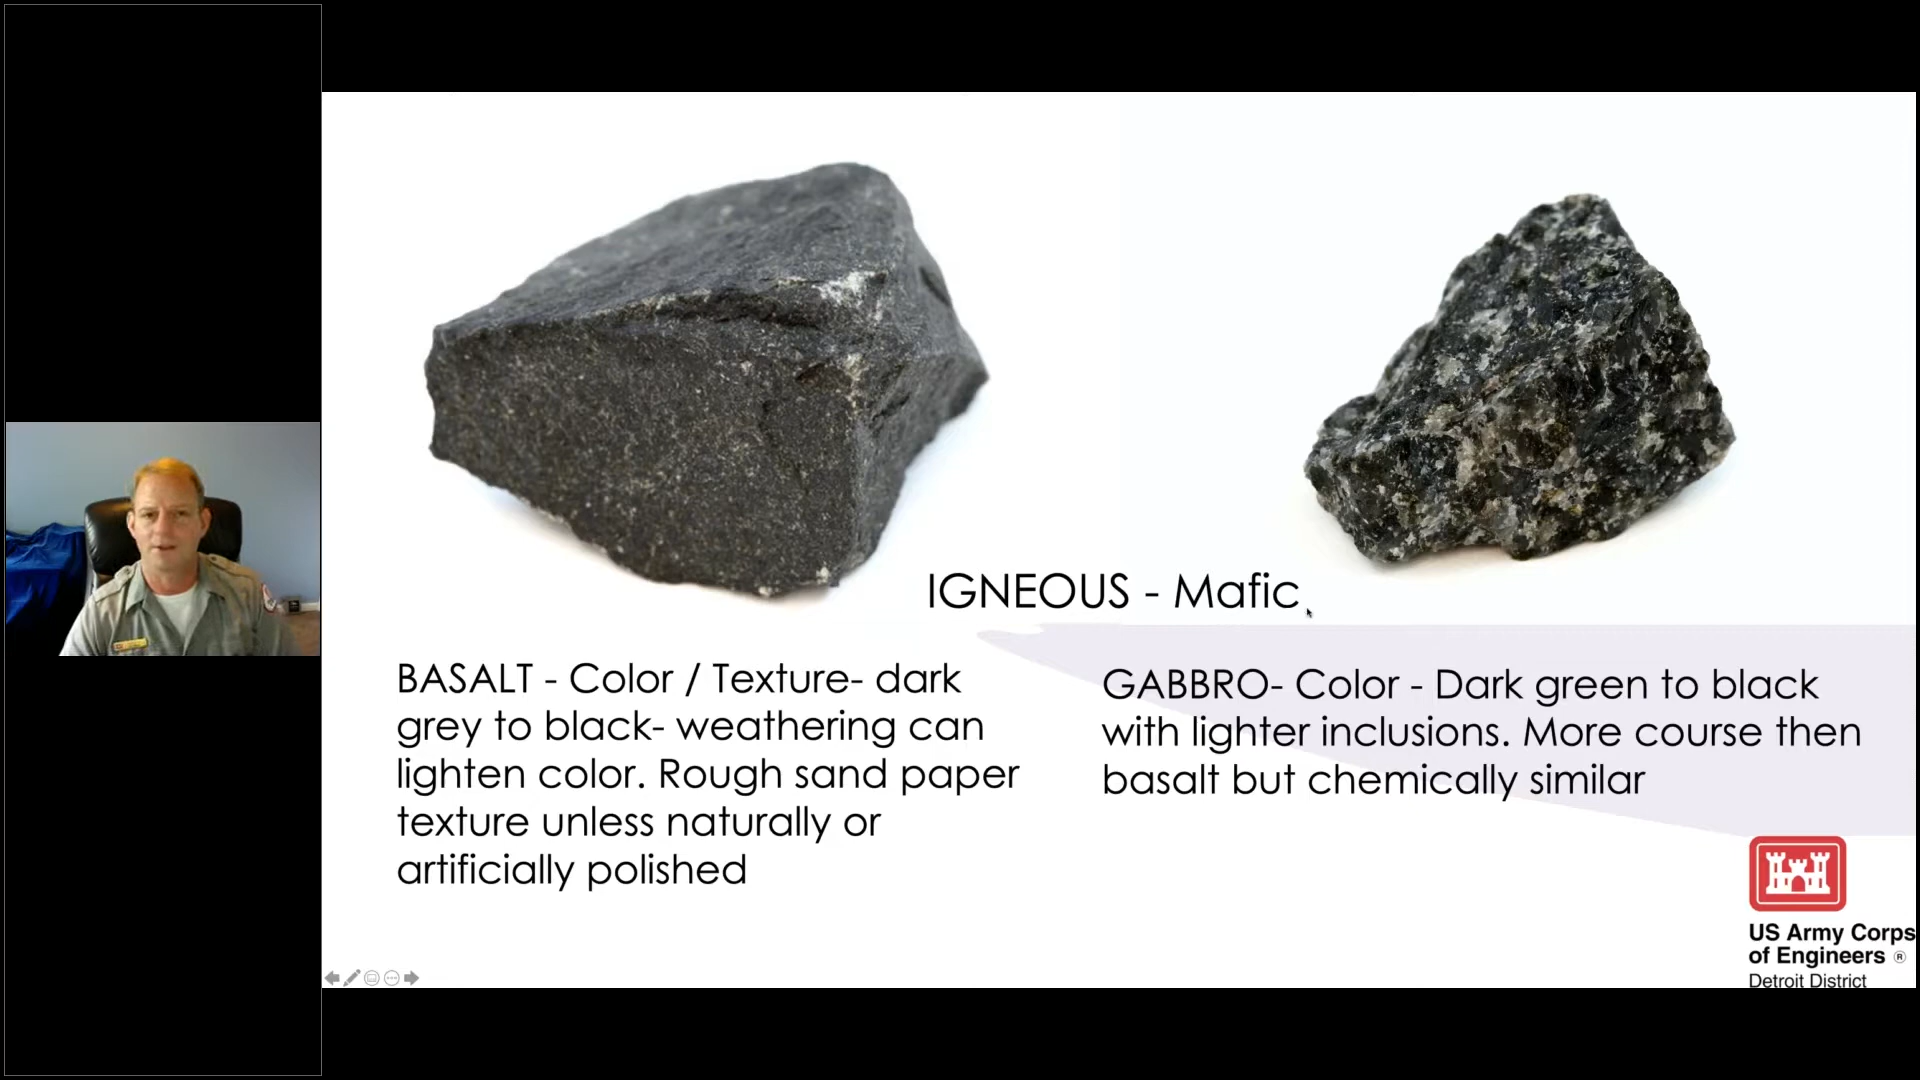 IGNEOUS - Mafic
BASALT - Color / Texture- dark
grey to black- weathering can
lighten color. Rough sand paper
texture unless naturally or
artificially polished
GABBRO- Color - Dark green to black
with lighter inclusions. More course then
basalt but chemically similar
US Army Corps
of Engineers ®
Detroit District